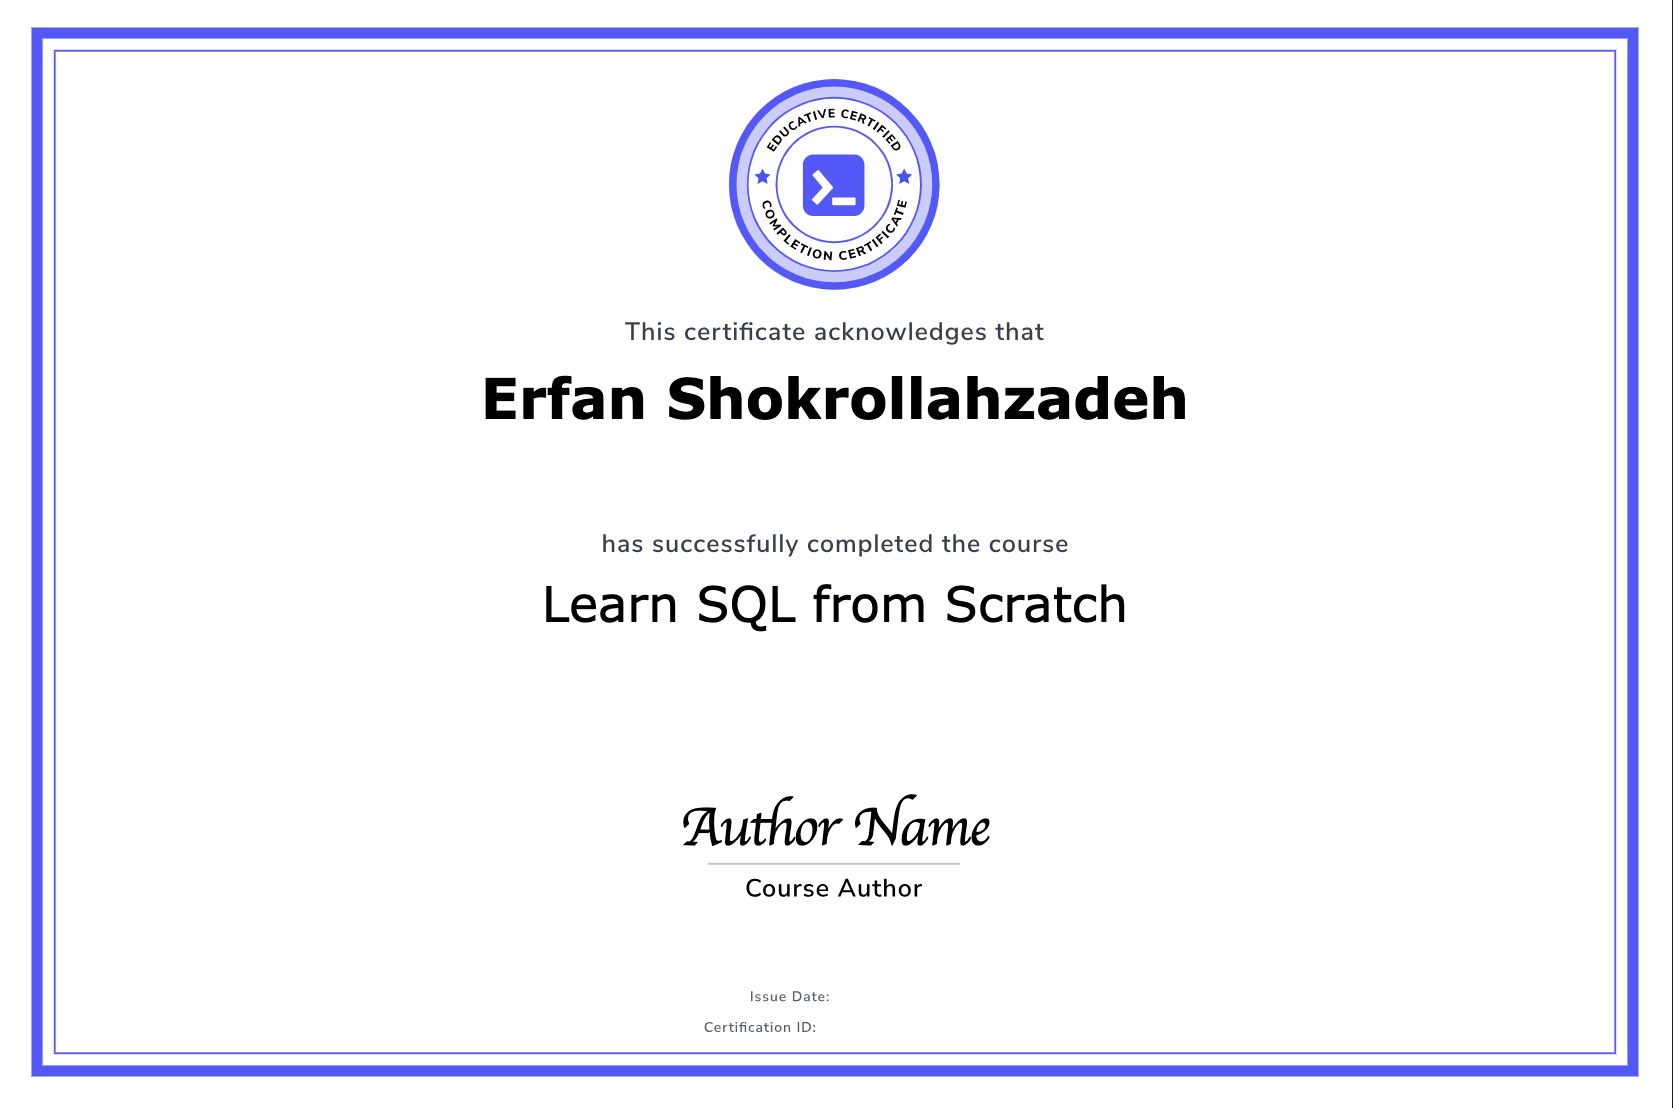 EDUCATIVE CERTIFIED
COMPLETION CERTIFICATE
This certificate acknowledges that
Erfan Shokrollahzadeh
has successfully completed the course
Learn SQL from Scratch
Author Name
Course Author
Issue Date:
Certification ID: